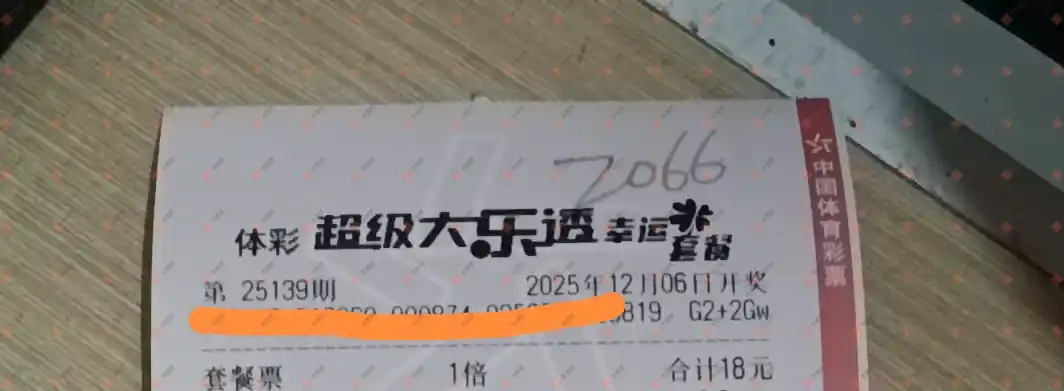 2066
体彩 超级大乐透幸运套餐
中国体育彩票
第 25139期 2025年12月06日开奖
819 G2+2Gw
套餐票 1倍 合计18元